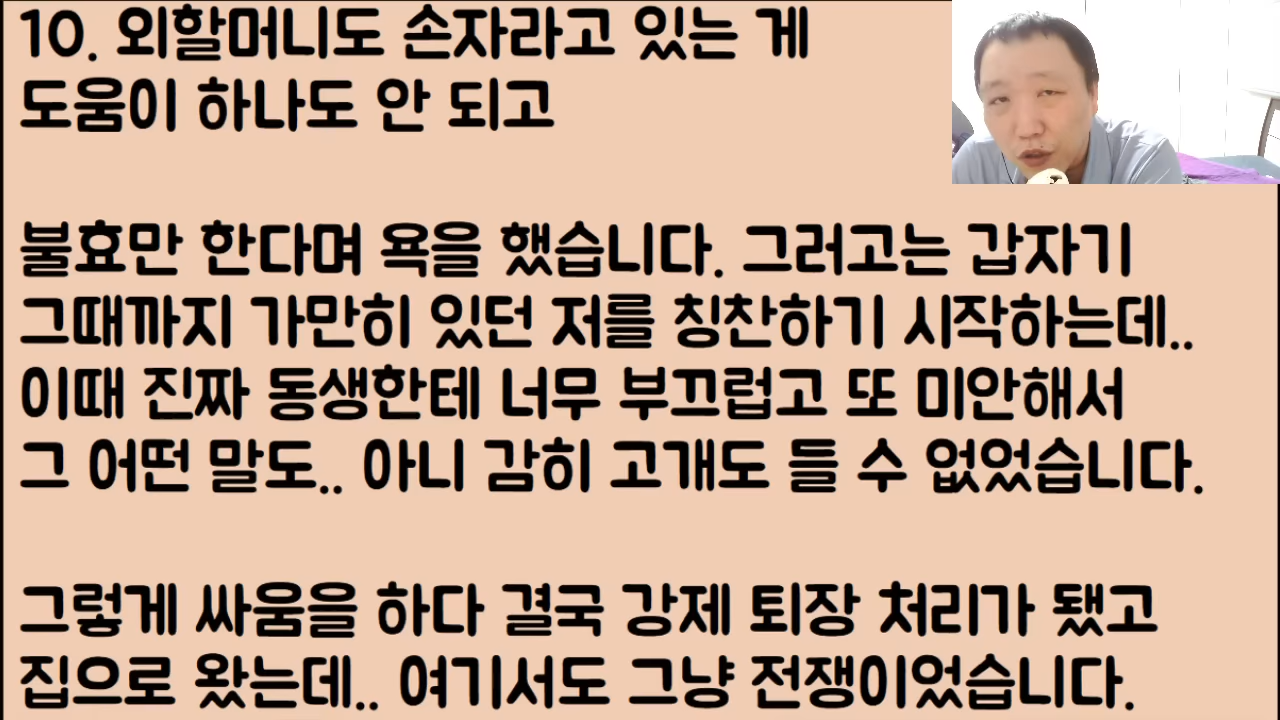 10. 외할머니도 손자라고 있는 게
도움이 하나도 안 되고
불효만 한다며 욕을 했습니다. 그러고는 갑자기
그때까지 가만히 있던 저를 칭찬하기 시작하는데..
이때 진짜 동생한테 너무 부끄럽고 또 미안해서
그 어떤 말도.. 아니 감히 고개도 들 수 없었습니다.
그렇게 싸움을 하다 결국 강제 퇴장 처리가 됐고
집으로 왔는데.. 여기서도 그냥 전쟁이었습니다.